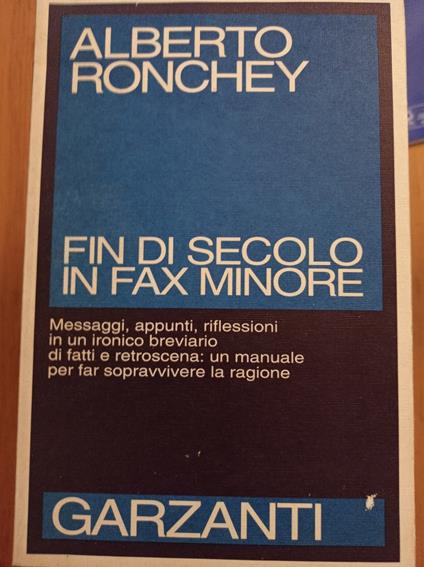 ALBERTO
RONCHEY
FIN DI SECOLO
IN FAX MINORE
Messaggi, appunti, riflessioni
in un ironico breviario
di fatti e retroscena: un manuale
per far sopravvivere la ragione
GARZANTI